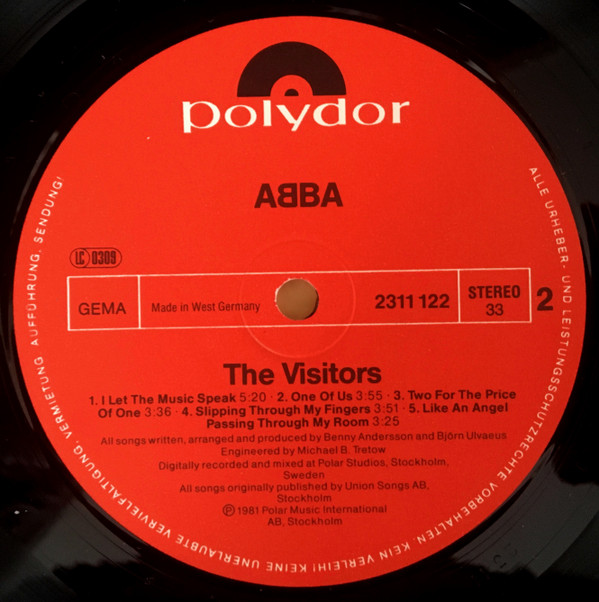 polydor
ABBA
LC 0309
GEMA
Made in West Germany
2311 122
STEREO
33
2
The Visitors
1. I Let The Music Speak 5:20 · 2. One Of Us 3:55 · 3. Two For The Price
Of One 3:36 · 4. Slipping Through My Fingers 3:51 · 5. Like An Angel
Passing Through My Room 3:25
All songs written, arranged and produced by Benny Andersson and Björn Ulvaeus
Engineered by Michael B. Tretow
Digitally recorded and mixed at Polar Studios, Stockholm,
Sweden
All songs originally published by Union Songs AB,
Stockholm
Ⓟ 1981 Polar Music International
AB, Stockholm
ALLE URHEBER- UND LEISTUNGSSCHUTZRECHTE VORBEHALTEN. KEIN VERLEIH! KEINE UNERLAUBTE VERVIELFÄLTIGUNG, VERMIETUNG, AUFFÜHRUNG, SENDUNG!